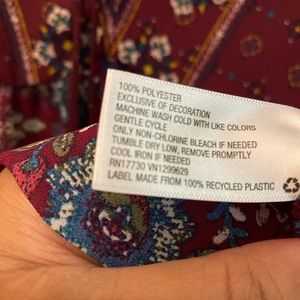 100% POLYESTER
EXCLUSIVE OF DECORATION
MACHINE WASH COLD WITH LIKE COLORS
GENTLE CYCLE
ONLY NON-CHLORINE BLEACH IF NEEDED
TUMBLE DRY LOW, REMOVE PROMPTLY
COOL IRON IF NEEDED
RN17730 VN1299629
LABEL MADE FROM 100% RECYCLED PLASTIC